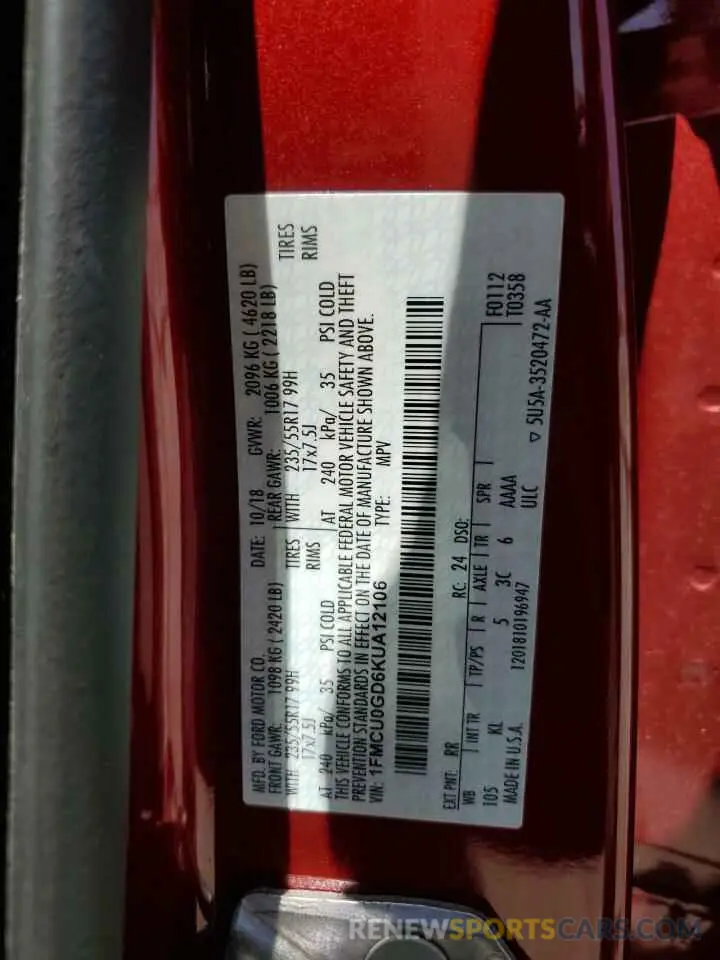 MFD. BY FORD MOTOR CO. DATE: 10/18 GVWR: 2096 KG ( 4620 LB)
FRONT GAWR: 1098 KG ( 2420 LB) REAR GAWR: 1006 KG ( 2218 LB)
WITH 235/55R17 99H TIRES WITH 235/55R17 99H TIRES
17x7.5J RIMS 17x7.5J RIMS
AT 240 kPa/ 35 PSI COLD AT 240 kPa/ 35 PSI COLD
THIS VEHICLE CONFORMS TO ALL APPLICABLE FEDERAL MOTOR VEHICLE SAFETY AND THEFT
PREVENTION STANDARDS IN EFFECT ON THE DATE OF MANUFACTURE SHOWN ABOVE.
VIN: 1FMCU0GD6KUA12106 TYPE: MPV
EXT PNT: RR RC: 24 DSO: F0112
WB INT TR TP/PS R AXLE TR SPR T0358
105 KL 5 3C 6 AAAA
MADE IN U.S.A. 1201810196947 ULC ▽ 5U5A-3520472-AA
RENEWSPORTSCARS.COM